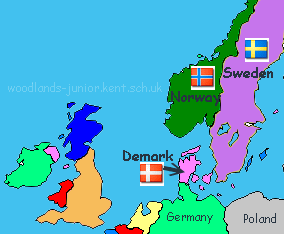 Sweden
woodlands-junior.kent.sch.uk
Norway
Demark
Germany
Poland